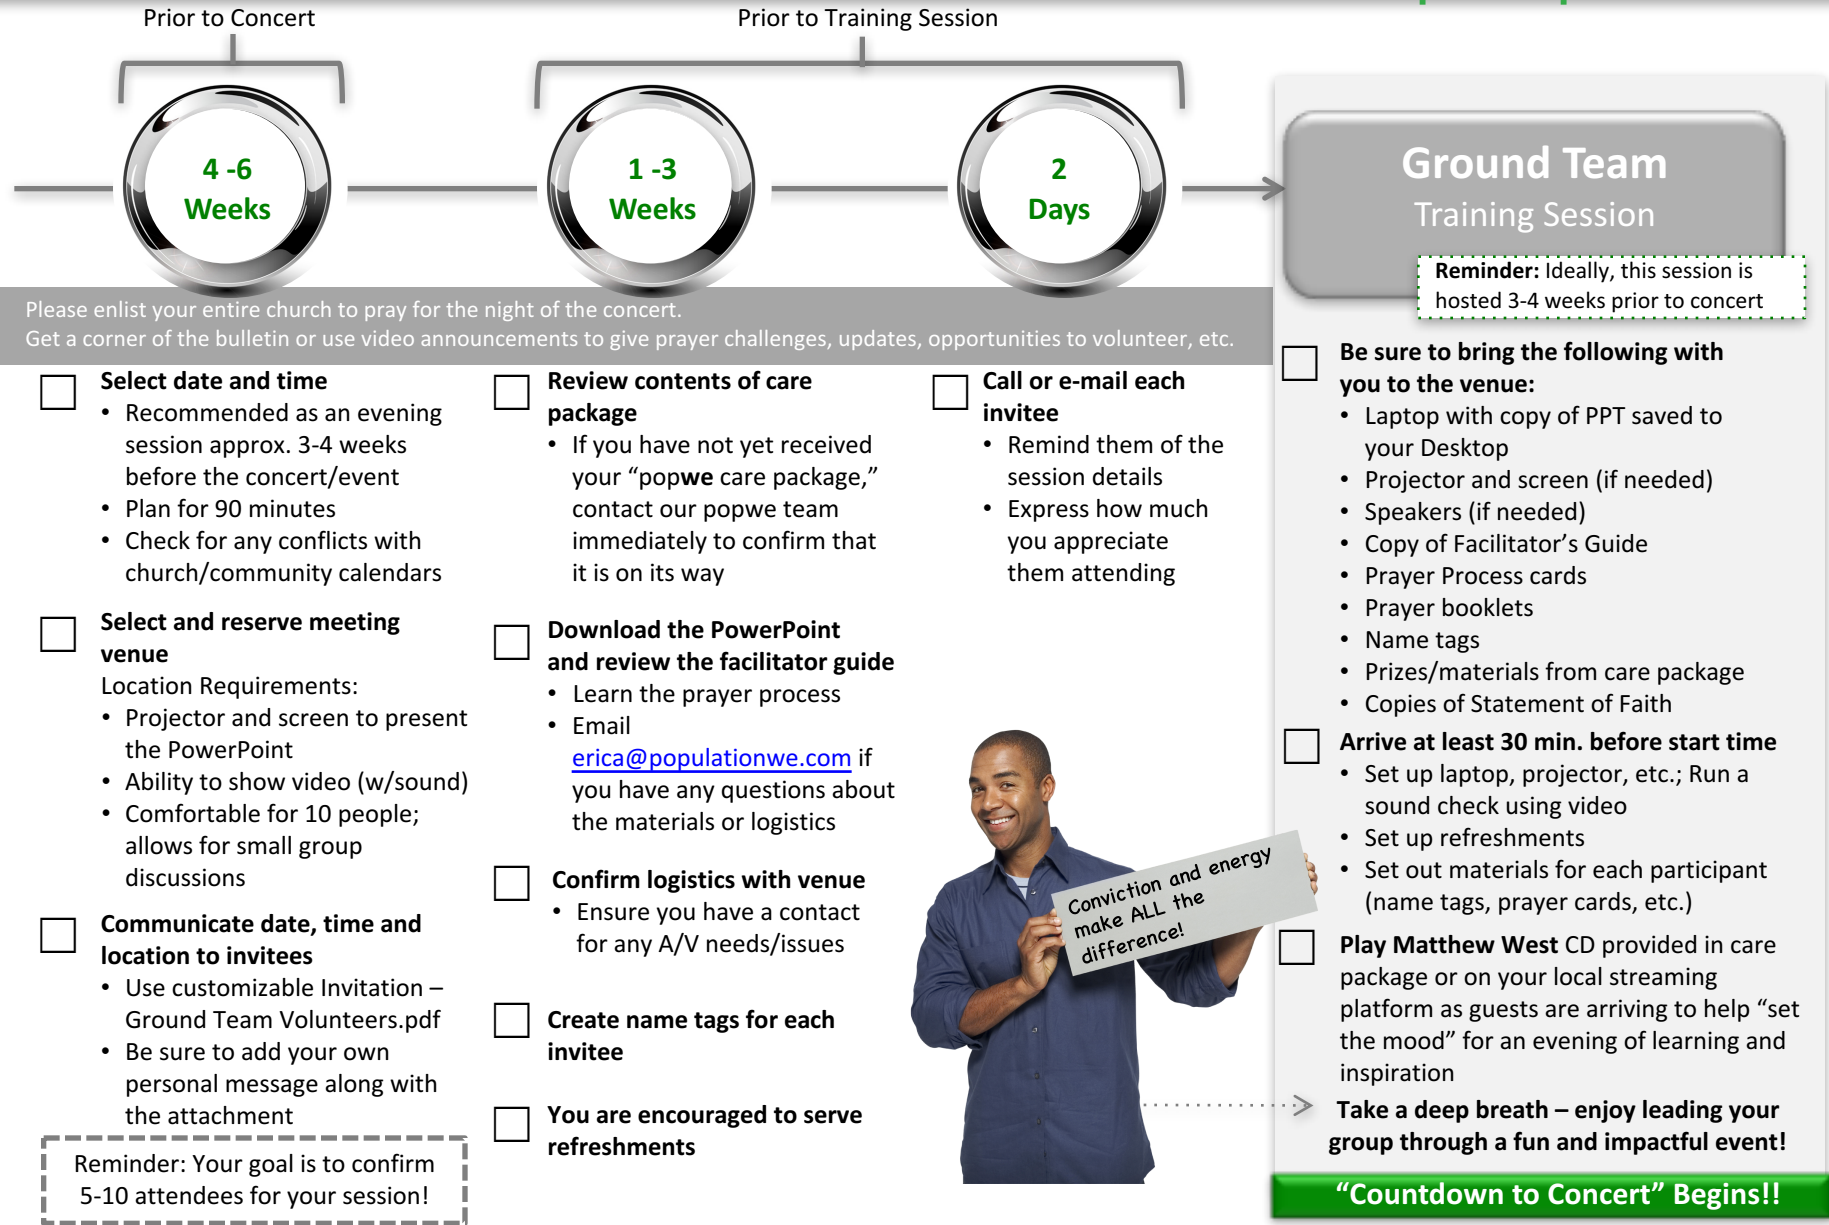 Prior to Concert
Prior to Training Session
4 -6
Weeks
1 -3
Weeks
2
Days
Ground Team
Training Session
Reminder: Ideally, this session is
hosted 3-4 weeks prior to concert
Please enlist your entire church to pray for the night of the concert.
Get a corner of the bulletin or use video announcements to give prayer challenges, updates, opportunities to volunteer, etc.
Select date and time
• Recommended as an evening
session approx. 3-4 weeks
before the concert/event
• Plan for 90 minutes
• Check for any conflicts with
church/community calendars
Select and reserve meeting
venue
Location Requirements:
• Projector and screen to present
the PowerPoint
• Ability to show video (w/sound)
• Comfortable for 10 people;
allows for small group
discussions
Communicate date, time and
location to invitees
• Use customizable Invitation –
Ground Team Volunteers.pdf
• Be sure to add your own
personal message along with
the attachment
Reminder: Your goal is to confirm
5-10 attendees for your session!
Review contents of care
package
• If you have not yet received
your “popwe care package,”
contact our popwe team
immediately to confirm that
it is on its way
Download the PowerPoint
and review the facilitator guide
• Learn the prayer process
• Email
erica@populationwe.com if
you have any questions about
the materials or logistics
Confirm logistics with venue
• Ensure you have a contact
for any A/V needs/issues
Create name tags for each
invitee
You are encouraged to serve
refreshments
Call or e-mail each
invitee
• Remind them of the
session details
• Express how much
you appreciate
them attending
Conviction and energy
make ALL the
difference!
Be sure to bring the following with
you to the venue:
• Laptop with copy of PPT saved to
your Desktop
• Projector and screen (if needed)
• Speakers (if needed)
• Copy of Facilitator’s Guide
• Prayer Process cards
• Prayer booklets
• Name tags
• Prizes/materials from care package
• Copies of Statement of Faith
Arrive at least 30 min. before start time
• Set up laptop, projector, etc.; Run a
sound check using video
• Set up refreshments
• Set out materials for each participant
(name tags, prayer cards, etc.)
Play Matthew West CD provided in care
package or on your local streaming
platform as guests are arriving to help “set
the mood” for an evening of learning and
inspiration
Take a deep breath – enjoy leading your
group through a fun and impactful event!
“Countdown to Concert” Begins!!